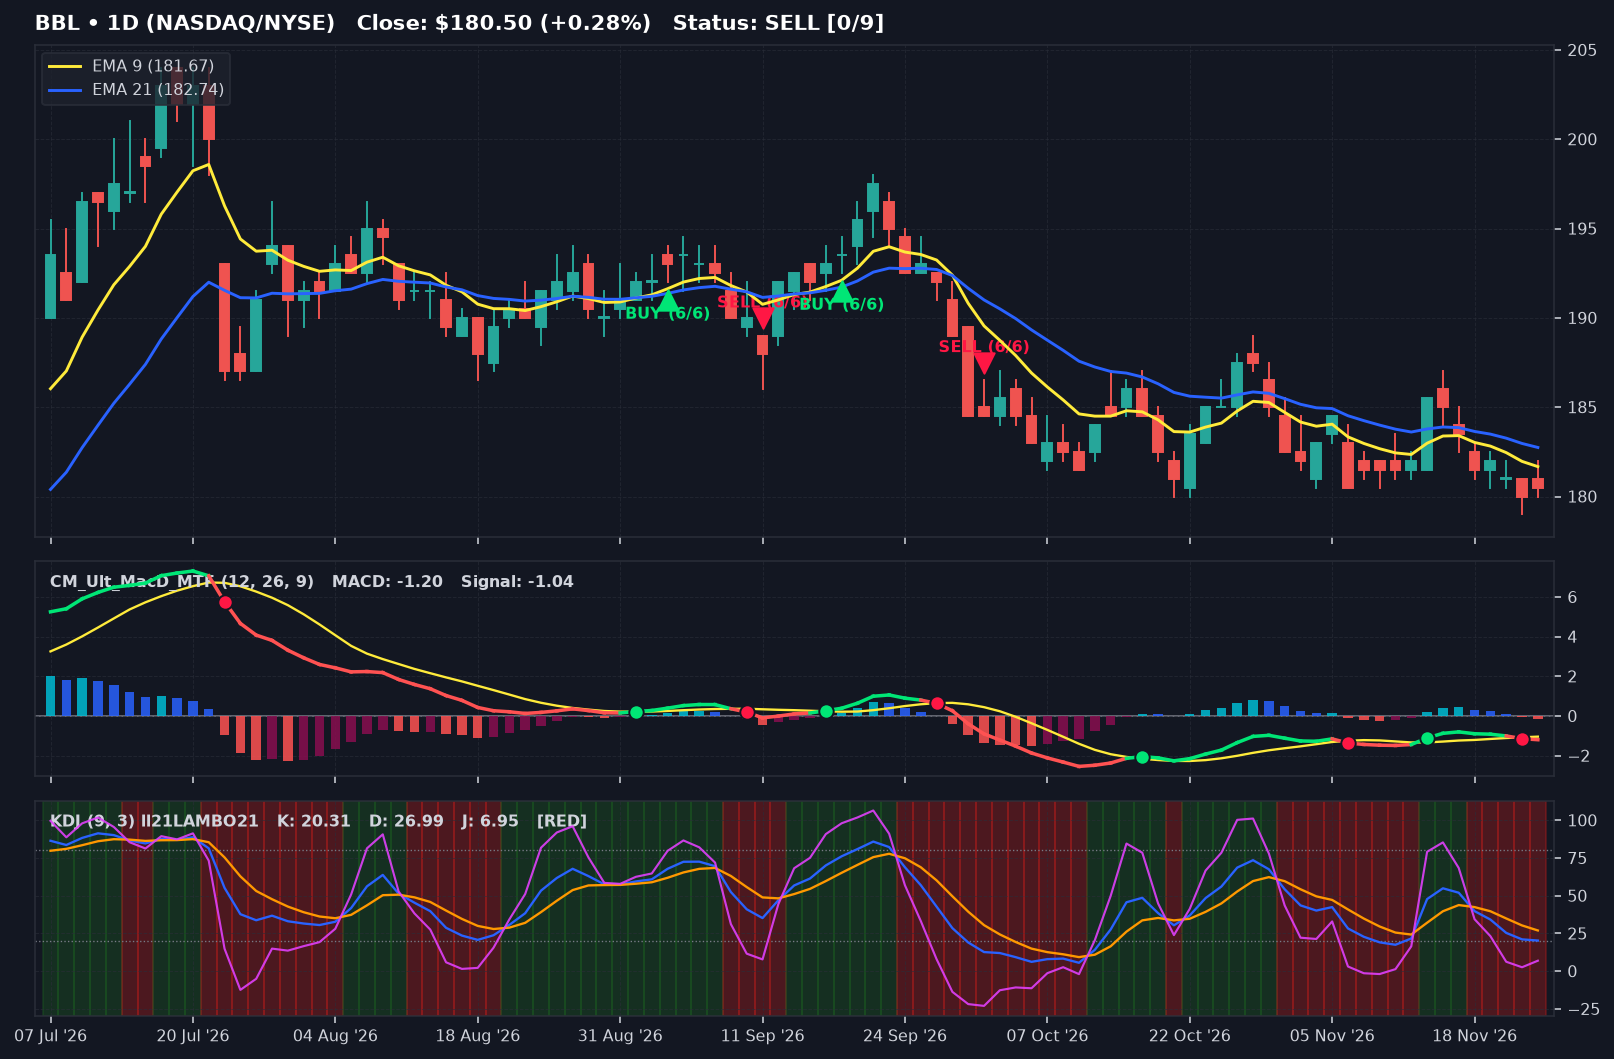 BBL • 1D (NASDAQ/NYSE)   Close: $180.50 (+0.28%)   Status: SELL [0/9]
EMA 9 (181.67)
EMA 21 (182.74)
205
200
195
190
185
180
BUY (6/6)
SELL (6/6)
BUY (6/6)
SELL (6/6)
CM_Ult_MacD_MTF (12, 26, 9)   MACD: -1.20   Signal: -1.04
6
4
2
0
−2
KDJ (9, 3) II21LAMBO21   K: 20.31   D: 26.99   J: 6.95   [RED]
100
75
50
25
0
−25
07 Jul '26
20 Jul '26
04 Aug '26
18 Aug '26
31 Aug '26
11 Sep '26
24 Sep '26
07 Oct '26
22 Oct '26
05 Nov '26
18 Nov '26